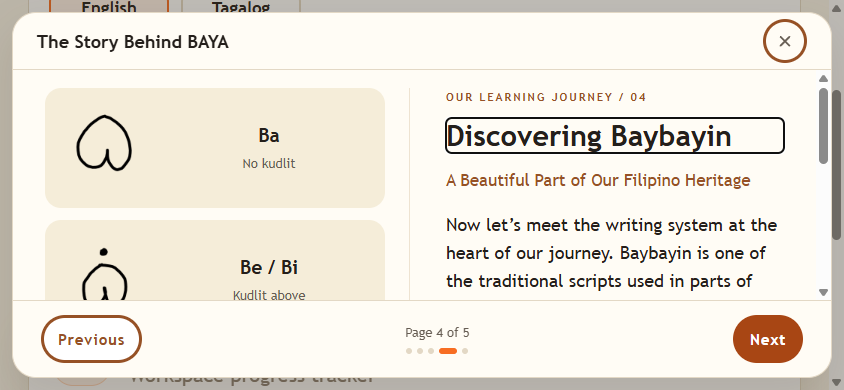 English
Tagalog
The Story Behind BAYA
ᜊ
Ba
No kudlit
ᜊᜒ
Be / Bi
Kudlit above
OUR LEARNING JOURNEY / 04
Discovering Baybayin
A Beautiful Part of Our Filipino Heritage
Now let’s meet the writing system at the
heart of our journey. Baybayin is one of
the traditional scripts used in parts of
Previous
Page 4 of 5
Next
Workspace progress tracker